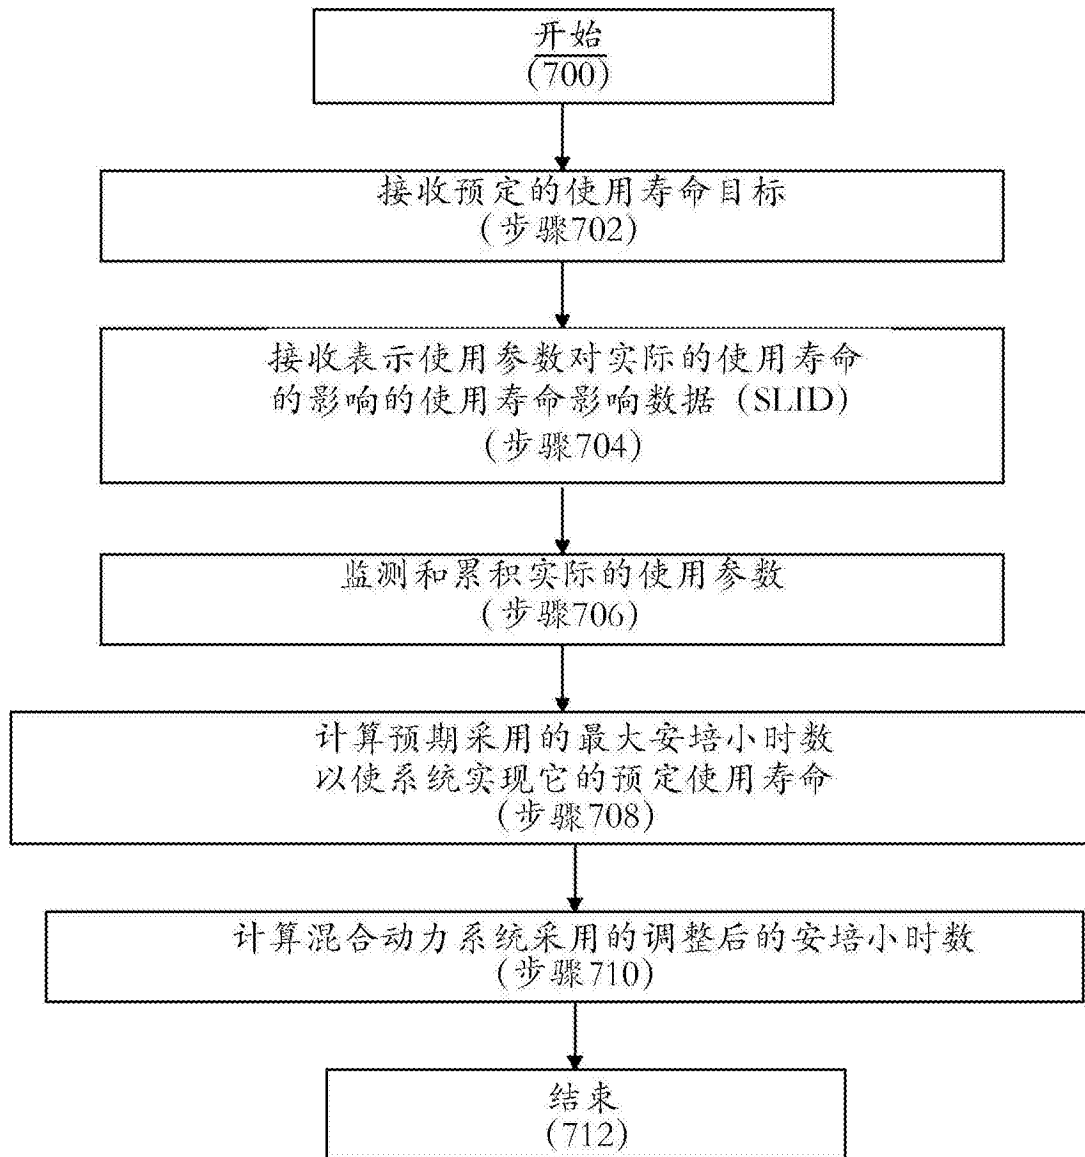 开始
(700)
接收预定的使用寿命目标
(步骤702)
接收表示使用参数对实际的使用寿命
的影响的使用寿命影响数据 (SLID)
(步骤704)
监测和累积实际的使用参数
(步骤706)
计算预期采用的最大安培小时数
以使系统实现它的预定使用寿命
(步骤708)
计算混合动力系统采用的调整后的安培小时数
(步骤710)
结束
(712)